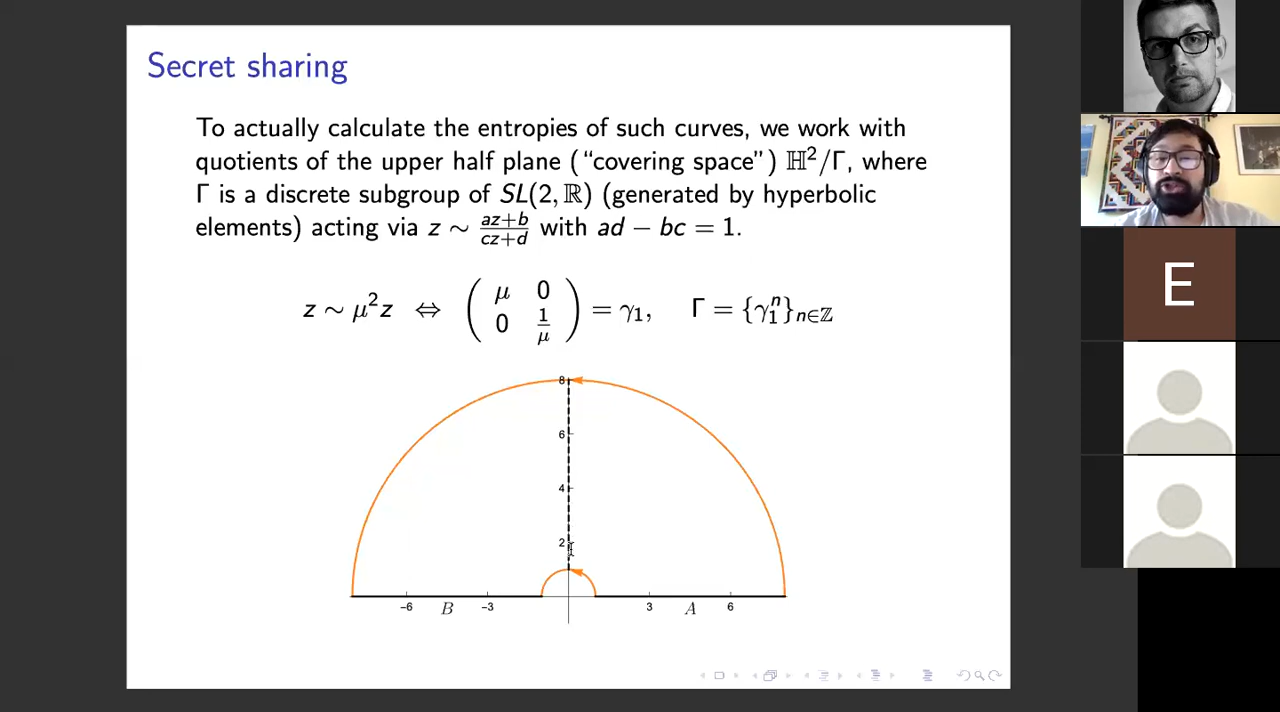 Secret sharing
To actually calculate the entropies of such curves, we work with
quotients of the upper half plane (“covering space”) ℍ²/Γ, where
Γ is a discrete subgroup of SL(2, ℝ) (generated by hyperbolic
elements) acting via z ∼ (az+b)/(cz+d) with ad − bc = 1.
z ∼ μ²z ⇔ ( μ 0 ; 0 1/μ ) = γ₁, Γ = {γ₁ⁿ}ₙ∈ℤ
8
6
4
2
−6 B −3 3 A 6
E